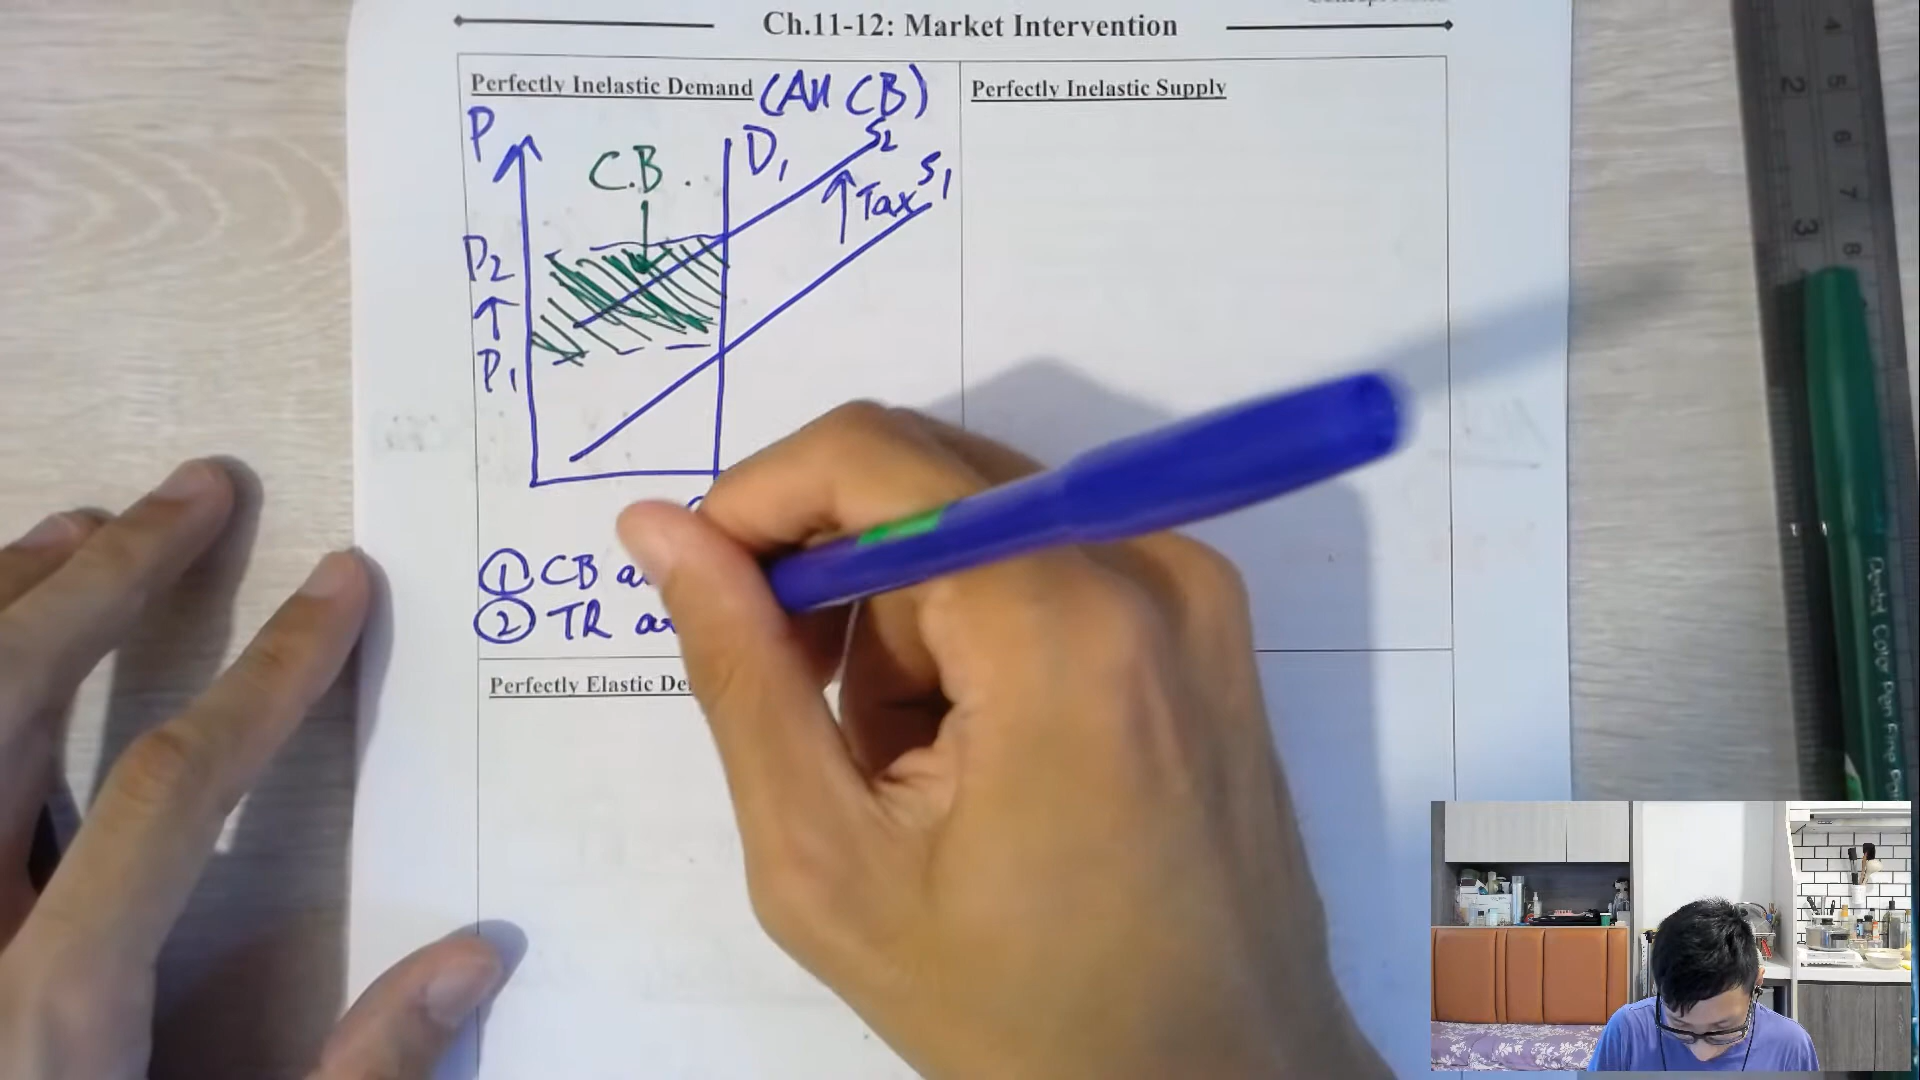 Ch.11-12: Market Intervention
Perfectly Inelastic Demand (All CB)
P
C.B.
D1
S2
Tax
S1
P2
↑
P1
① CB
② TR
Perfectly Inelastic Supply
Perfectly Elastic